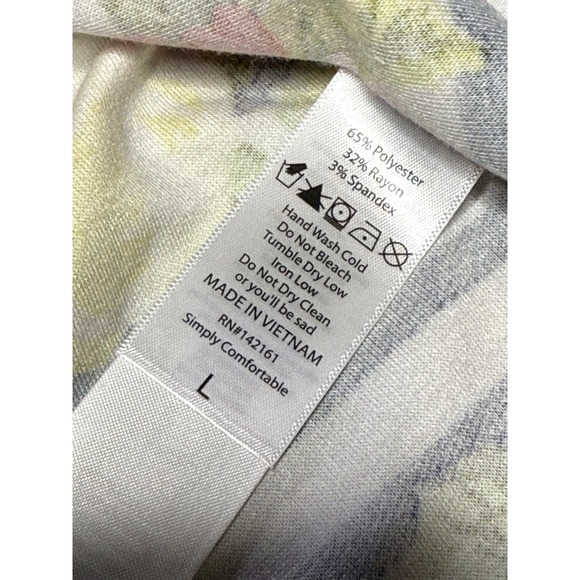 65% Polyester
32% Rayon
3% Spandex
Hand Wash Cold
Do Not Bleach
Tumble Dry Low
Iron Low
Do Not Dry Clean
or you'll be sad
MADE IN VIETNAM
RN#142161
Simply Comfortable
L